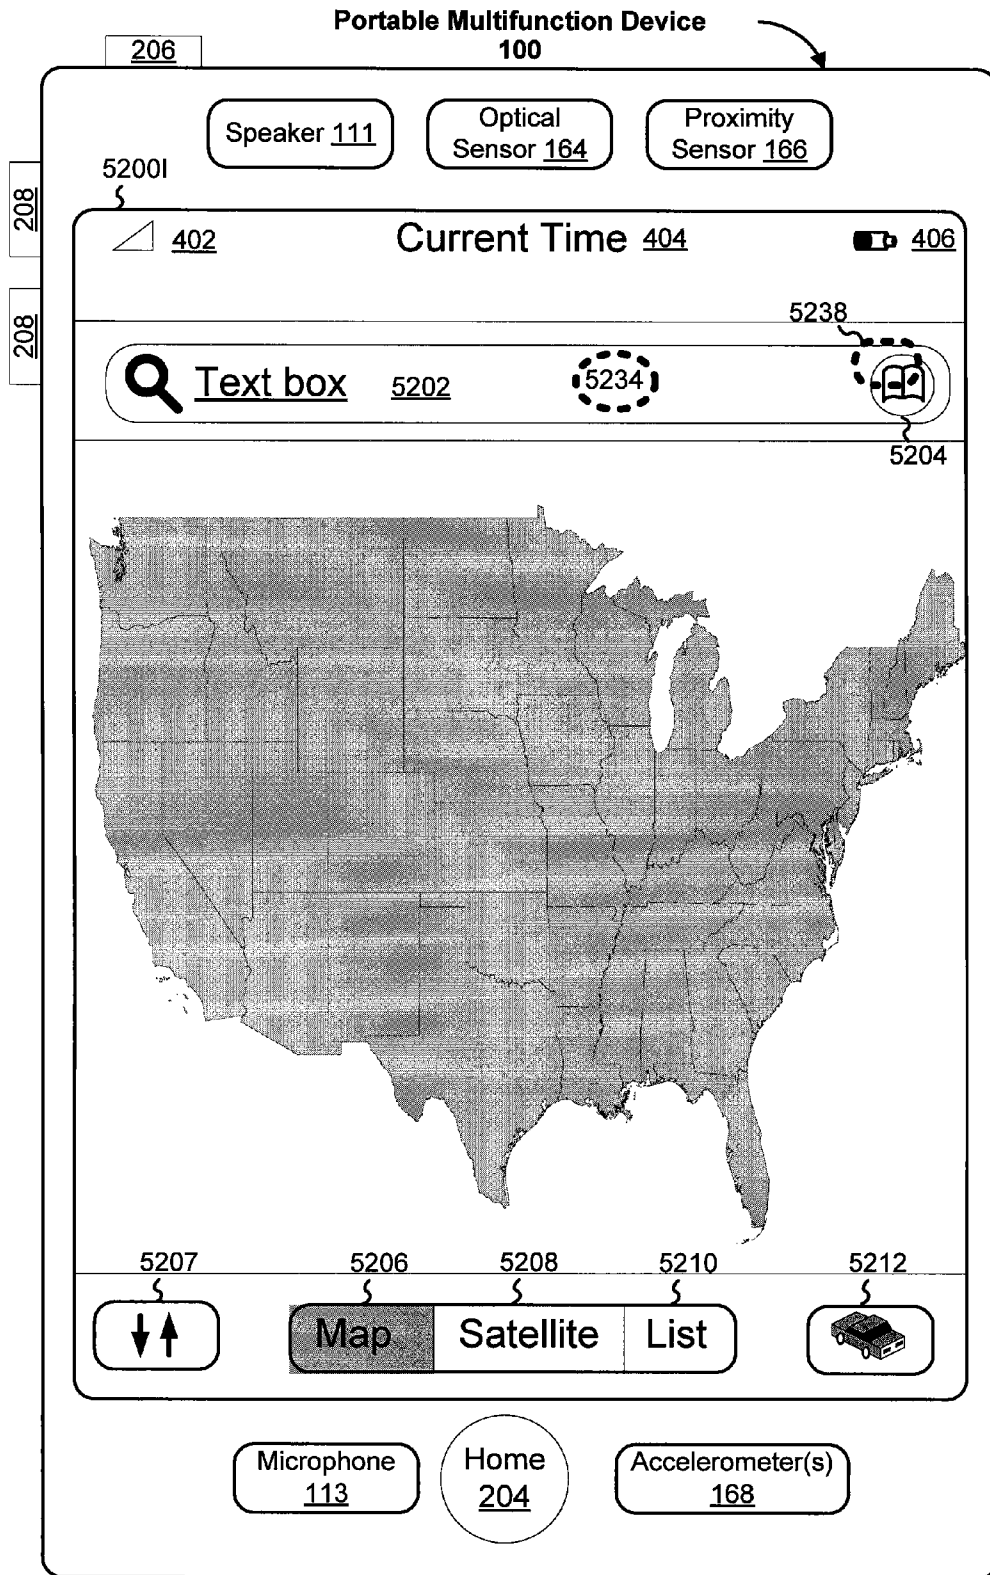 Portable Multifunction Device
100
206
Speaker 111
Optical
Sensor 164
Proximity
Sensor 166
5200I
208
208
402
Current Time 404
406
5238
Text box 5202
5234
5204
5207
5206
5208
5210
5212
Map
Satellite
List
Microphone
113
Home
204
Accelerometer(s)
168